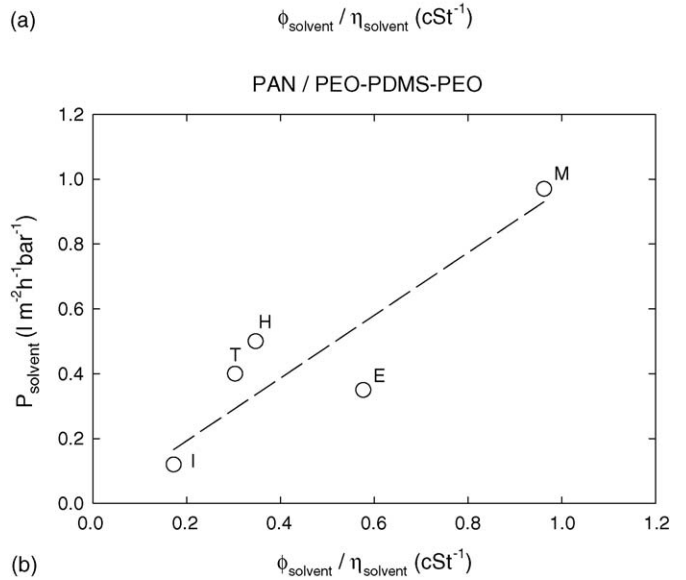 (a) ϕsolvent / ηsolvent (cSt⁻¹)
PAN / PEO-PDMS-PEO
1.2
1.0
0.8
0.6
0.4
0.2
0.0
Psolvent (l m⁻²h⁻¹bar⁻¹)
M
H
T
E
I
0.0 0.2 0.4 0.6 0.8 1.0 1.2
(b) ϕsolvent / ηsolvent (cSt⁻¹)